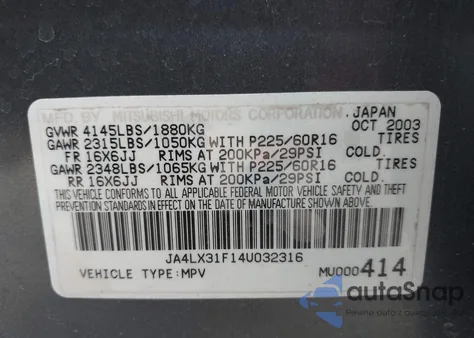 MFD. BY MITSUBISHI MOTORS CORPORATION. JAPAN
GVWR 4145LBS/1880KG OCT 2003
GAWR 2315LBS/1050KG WITH P225/60R16 TIRES
FR 16X6JJ RIMS AT 200KPa/29PSI COLD.
GAWR 2348LBS/1065KG WITH P225/60R16 TIRES
RR 16X6JJ RIMS AT 200KPa/29PSI COLD.
THIS VEHICLE CONFORMS TO ALL APPLICABLE FEDERAL MOTOR VEHICLE SAFETY AND
THEFT PREVENTION STANDARDS IN EFFECT ON THE DATE OF MANUFACTURE SHOWN ABOVE.
JA4LX31F14U032316
VEHICLE TYPE:MPV MU000414
autoSnap
Pewne auto z USA